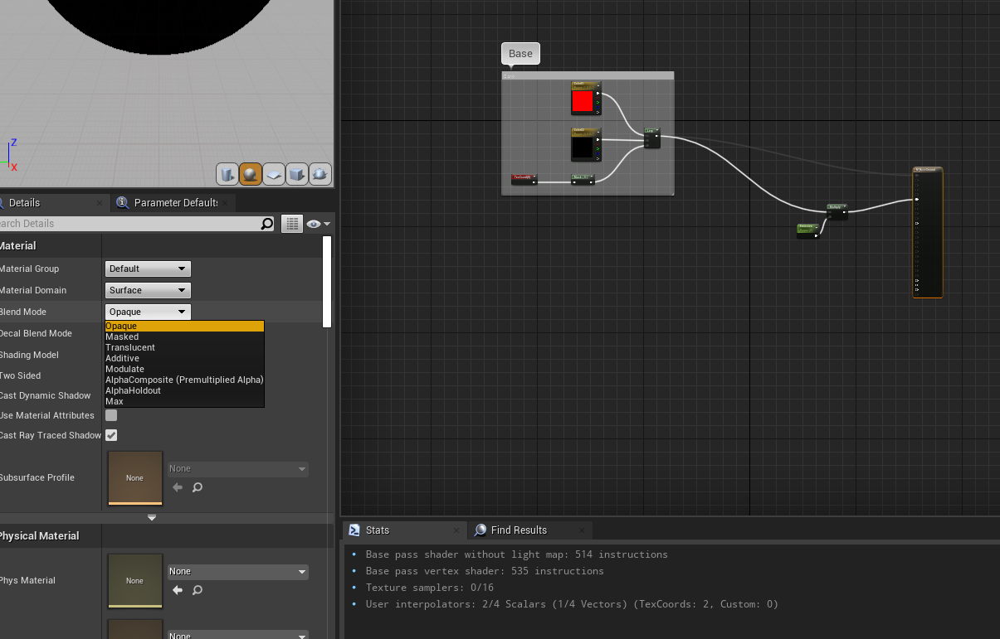 Base
Z
X
Details
Parameter Defaults
earch Details
Material
Material Group
Default
Material Domain
Surface
Blend Mode
Opaque
Opaque
Masked
Translucent
Additive
Modulate
AlphaComposite (Premultiplied Alpha)
AlphaHoldout
Max
Decal Blend Mode
Shading Model
Two Sided
Cast Dynamic Shadow
Use Material Attributes
Cast Ray Traced Shadow
Subsurface Profile
None
None
Physical Material
Phys Material
None
None
None
Multiply
TexCoord[0]
Stats
Find Results
Base pass shader without light map: 514 instructions
Base pass vertex shader: 535 instructions
Texture samplers: 0/16
User interpolators: 2/4 Scalars (1/4 Vectors) (TexCoords: 2, Custom: 0)